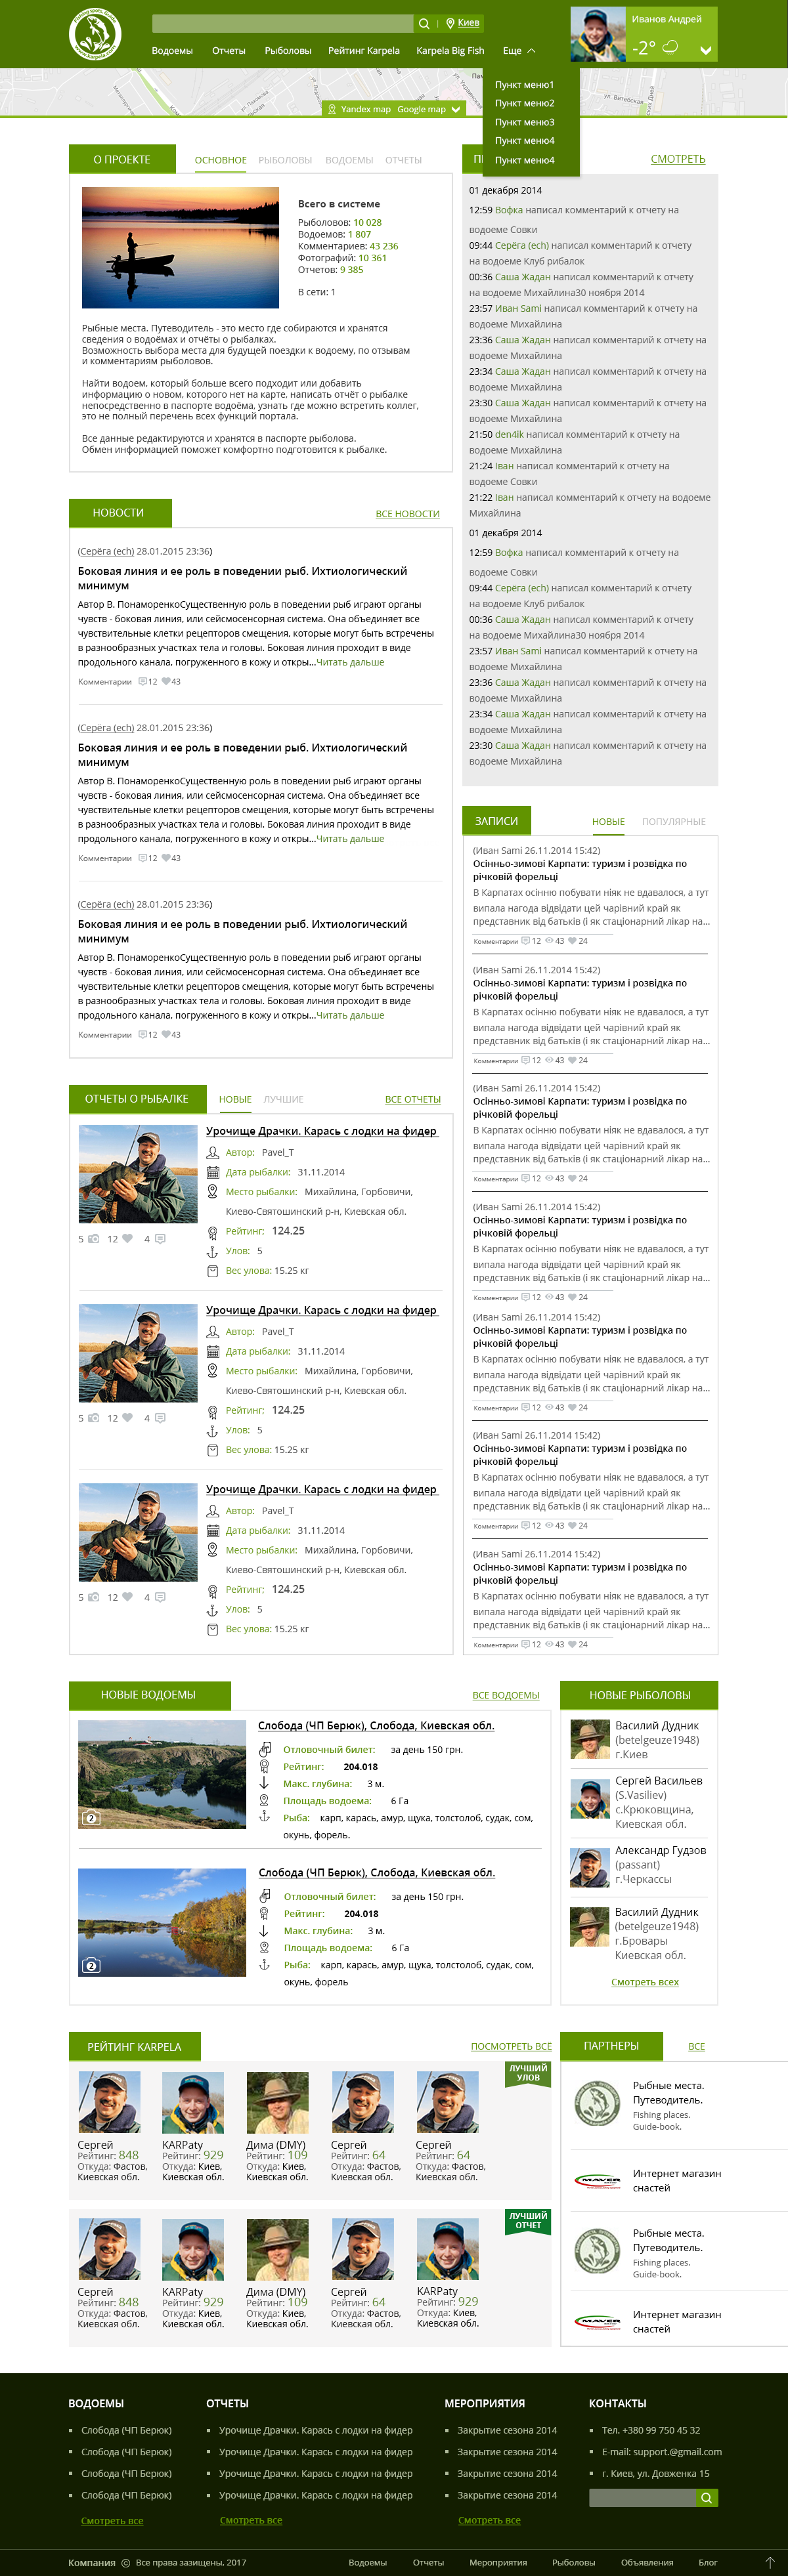 Киев
Иванов Андрей
-2°
Водоемы Отчеты Рыболовы Рейтинг Karpela Karpela Big Fish Еще
Пункт меню1
Пункт меню2
Пункт меню3
Пункт меню4
Пункт меню4
Yandex map Google map
О ПРОЕКТЕ
ОСНОВНОЕ РЫБОЛОВЫ ВОДОЕМЫ ОТЧЕТЫ
Всего в системе
Рыболовов: 10 028
Водоемов: 1 807
Комментариев: 43 236
Фотографий: 10 361
Отчетов: 9 385
В сети: 1
Рыбные места. Путеводитель - это место где собираются и хранятся
сведения о водоёмах и отчёты о рыбалках.
Возможность выбора места для будущей поездки к водоему, по отзывам
и комментариям рыболовов.
Найти водоем, который больше всего подходит или добавить
информацию о новом, которого нет на карте, написать отчёт о рыбалке
непосредственно в паспорте водоёма, узнать где можно встретить коллег,
это не полный перечень всех функций портала.
Все данные редактируются и хранятся в паспорте рыболова.
Обмен информацией поможет комфортно подготовится к рыбалке.
СМОТРЕТЬ
01 декабря 2014
12:59 Вофка написал комментарий к отчету на
водоеме Совки
09:44 Серёга (ech) написал комментарий к отчету
на водоеме Клуб рибалок
00:36 Саша Жадан написал комментарий к отчету
на водоеме Михайлина30 ноября 2014
23:57 Иван Sami написал комментарий к отчету на
водоеме Михайлина
23:36 Саша Жадан написал комментарий к отчету на
водоеме Михайлина
23:34 Саша Жадан написал комментарий к отчету на
водоеме Михайлина
23:30 Саша Жадан написал комментарий к отчету на
водоеме Михайлина
21:50 den4ik написал комментарий к отчету на
водоеме Михайлина
21:24 Іван написал комментарий к отчету на
водоеме Совки
21:22 Іван написал комментарий к отчету на водоеме
Михайлина
01 декабря 2014
12:59 Вофка написал комментарий к отчету на
водоеме Совки
09:44 Серёга (ech) написал комментарий к отчету
на водоеме Клуб рибалок
00:36 Саша Жадан написал комментарий к отчету
на водоеме Михайлина30 ноября 2014
23:57 Иван Sami написал комментарий к отчету на
водоеме Михайлина
23:36 Саша Жадан написал комментарий к отчету на
водоеме Михайлина
23:34 Саша Жадан написал комментарий к отчету на
водоеме Михайлина
23:30 Саша Жадан написал комментарий к отчету на
водоеме Михайлина
НОВОСТИ
ВСЕ НОВОСТИ
(Серёга (ech) 28.01.2015 23:36)
Боковая линия и ее роль в поведении рыб. Ихтиологический
минимум
Автор В. ПонаморенкоСущественную роль в поведении рыб играют органы
чувств - боковая линия, или сейсмосенсорная система. Она объединяет все
чувствительные клетки рецепторов смещения, которые могут быть встречены
в разнообразных участках тела и головы. Боковая линия проходит в виде
продольного канала, погруженного в кожу и откры...Читать дальше
Комментарии 12 43
(Серёга (ech) 28.01.2015 23:36)
Боковая линия и ее роль в поведении рыб. Ихтиологический
минимум
Автор В. ПонаморенкоСущественную роль в поведении рыб играют органы
чувств - боковая линия, или сейсмосенсорная система. Она объединяет все
чувствительные клетки рецепторов смещения, которые могут быть встречены
в разнообразных участках тела и головы. Боковая линия проходит в виде
продольного канала, погруженного в кожу и откры...Читать дальше
Комментарии 12 43
(Серёга (ech) 28.01.2015 23:36)
Боковая линия и ее роль в поведении рыб. Ихтиологический
минимум
Автор В. ПонаморенкоСущественную роль в поведении рыб играют органы
чувств - боковая линия, или сейсмосенсорная система. Она объединяет все
чувствительные клетки рецепторов смещения, которые могут быть встречены
в разнообразных участках тела и головы. Боковая линия проходит в виде
продольного канала, погруженного в кожу и откры...Читать дальше
Комментарии 12 43
ЗАПИСИ
НОВЫЕ ПОПУЛЯРНЫЕ
(Иван Sami 26.11.2014 15:42)
Осінньо-зимові Карпати: туризм і розвідка по
річковій форельці
В Карпатах осінню побувати ніяк не вдавалося, а тут
випала нагода відвідати цей чарівний край як
представник від батьків (і як стаціонарний лікар на...
Комментарии 12 43 24
(Иван Sami 26.11.2014 15:42)
Осінньо-зимові Карпати: туризм і розвідка по
річковій форельці
В Карпатах осінню побувати ніяк не вдавалося, а тут
випала нагода відвідати цей чарівний край як
представник від батьків (і як стаціонарний лікар на...
Комментарии 12 43 24
(Иван Sami 26.11.2014 15:42)
Осінньо-зимові Карпати: туризм і розвідка по
річковій форельці
В Карпатах осінню побувати ніяк не вдавалося, а тут
випала нагода відвідати цей чарівний край як
представник від батьків (і як стаціонарний лікар на...
Комментарии 12 43 24
(Иван Sami 26.11.2014 15:42)
Осінньо-зимові Карпати: туризм і розвідка по
річковій форельці
В Карпатах осінню побувати ніяк не вдавалося, а тут
випала нагода відвідати цей чарівний край як
представник від батьків (і як стаціонарний лікар на...
Комментарии 12 43 24
(Иван Sami 26.11.2014 15:42)
Осінньо-зимові Карпати: туризм і розвідка по
річковій форельці
В Карпатах осінню побувати ніяк не вдавалося, а тут
випала нагода відвідати цей чарівний край як
представник від батьків (і як стаціонарний лікар на...
Комментарии 12 43 24
(Иван Sami 26.11.2014 15:42)
Осінньо-зимові Карпати: туризм і розвідка по
річковій форельці
В Карпатах осінню побувати ніяк не вдавалося, а тут
випала нагода відвідати цей чарівний край як
представник від батьків (і як стаціонарний лікар на...
Комментарии 12 43 24
(Иван Sami 26.11.2014 15:42)
Осінньо-зимові Карпати: туризм і розвідка по
річковій форельці
В Карпатах осінню побувати ніяк не вдавалося, а тут
випала нагода відвідати цей чарівний край як
представник від батьків (і як стаціонарний лікар на...
Комментарии 12 43 24
ОТЧЕТЫ О РЫБАЛКЕ
НОВЫЕ ЛУЧШИЕ
ВСЕ ОТЧЕТЫ
Урочище Драчки. Карась с лодки на фидер
Автор: Pavel_T
Дата рыбалки: 31.11.2014
Место рыбалки: Михайлина, Горбовичи,
Киево-Святошинский р-н, Киевская обл.
Рейтинг: 124.25
Улов: 5
Вес улова: 15.25 кг
5 12 4
Урочище Драчки. Карась с лодки на фидер
Автор: Pavel_T
Дата рыбалки: 31.11.2014
Место рыбалки: Михайлина, Горбовичи,
Киево-Святошинский р-н, Киевская обл.
Рейтинг: 124.25
Улов: 5
Вес улова: 15.25 кг
5 12 4
Урочище Драчки. Карась с лодки на фидер
Автор: Pavel_T
Дата рыбалки: 31.11.2014
Место рыбалки: Михайлина, Горбовичи,
Киево-Святошинский р-н, Киевская обл.
Рейтинг: 124.25
Улов: 5
Вес улова: 15.25 кг
5 12 4
НОВЫЕ ВОДОЕМЫ
ВСЕ ВОДОЕМЫ
Слобода (ЧП Берюк), Слобода, Киевская обл.
Отловочный билет: за день 150 грн.
Рейтинг: 204.018
Макс. глубина: 3 м.
Площадь водоема: 6 Га
Рыба: карп, карась, амур, щука, толстолоб, судак, сом,
окунь, форель.
2
Слобода (ЧП Берюк), Слобода, Киевская обл.
Отловочный билет: за день 150 грн.
Рейтинг: 204.018
Макс. глубина: 3 м.
Площадь водоема: 6 Га
Рыба: карп, карась, амур, щука, толстолоб, судак, сом,
окунь, форель
2
НОВЫЕ РЫБОЛОВЫ
Василий Дудник
(betelgeuze1948)
г.Киев
Сергей Васильев
(S.Vasiliev)
с.Крюковщина,
Киевская обл.
Александр Гудзов
(passant)
г.Черкассы
Василий Дудник
(betelgeuze1948)
г.Бровары
Киевская обл.
Смотреть всех
РЕЙТИНГ KARPELA
ПОСМОТРЕТЬ ВСЁ
ЛУЧШИЙ
УЛОВ
Сергей
Рейтинг: 848
Откуда: Фастов,
Киевская обл.
KARPaty
Рейтинг: 929
Откуда: Киев,
Киевская обл.
Дима (DMY)
Рейтинг: 109
Откуда: Киев,
Киевская обл.
Сергей
Рейтинг: 64
Откуда: Фастов,
Киевская обл.
Сергей
Рейтинг: 64
Откуда: Фастов,
Киевская обл.
ЛУЧШИЙ
ОТЧЕТ
Сергей
Рейтинг: 848
Откуда: Фастов,
Киевская обл.
KARPaty
Рейтинг: 929
Откуда: Киев,
Киевская обл.
Дима (DMY)
Рейтинг: 109
Откуда: Киев,
Киевская обл.
Сергей
Рейтинг: 64
Откуда: Фастов,
Киевская обл.
KARPaty
Рейтинг: 929
Откуда: Киев,
Киевская обл.
ПАРТНЕРЫ
ВСЕ
Рыбные места.
Путеводитель.
Fishing places.
Guide-book.
MAVER
Интернет магазин
снастей
Рыбные места.
Путеводитель.
Fishing places.
Guide-book.
MAVER
Интернет магазин
снастей
ВОДОЕМЫ
Слобода (ЧП Берюк)
Слобода (ЧП Берюк)
Слобода (ЧП Берюк)
Слобода (ЧП Берюк)
Смотреть все
ОТЧЕТЫ
Урочище Драчки. Карась с лодки на фидер
Урочище Драчки. Карась с лодки на фидер
Урочище Драчки. Карась с лодки на фидер
Урочище Драчки. Карась с лодки на фидер
Смотреть все
МЕРОПРИЯТИЯ
Закрытие сезона 2014
Закрытие сезона 2014
Закрытие сезона 2014
Закрытие сезона 2014
Смотреть все
КОНТАКТЫ
Тел. +380 99 750 45 32
E-mail: support.@gmail.com
г. Киев, ул. Довженка 15
Компания © Все права зазищены, 2017
Водоемы Отчеты Мероприятия Рыболовы Объявления Блог